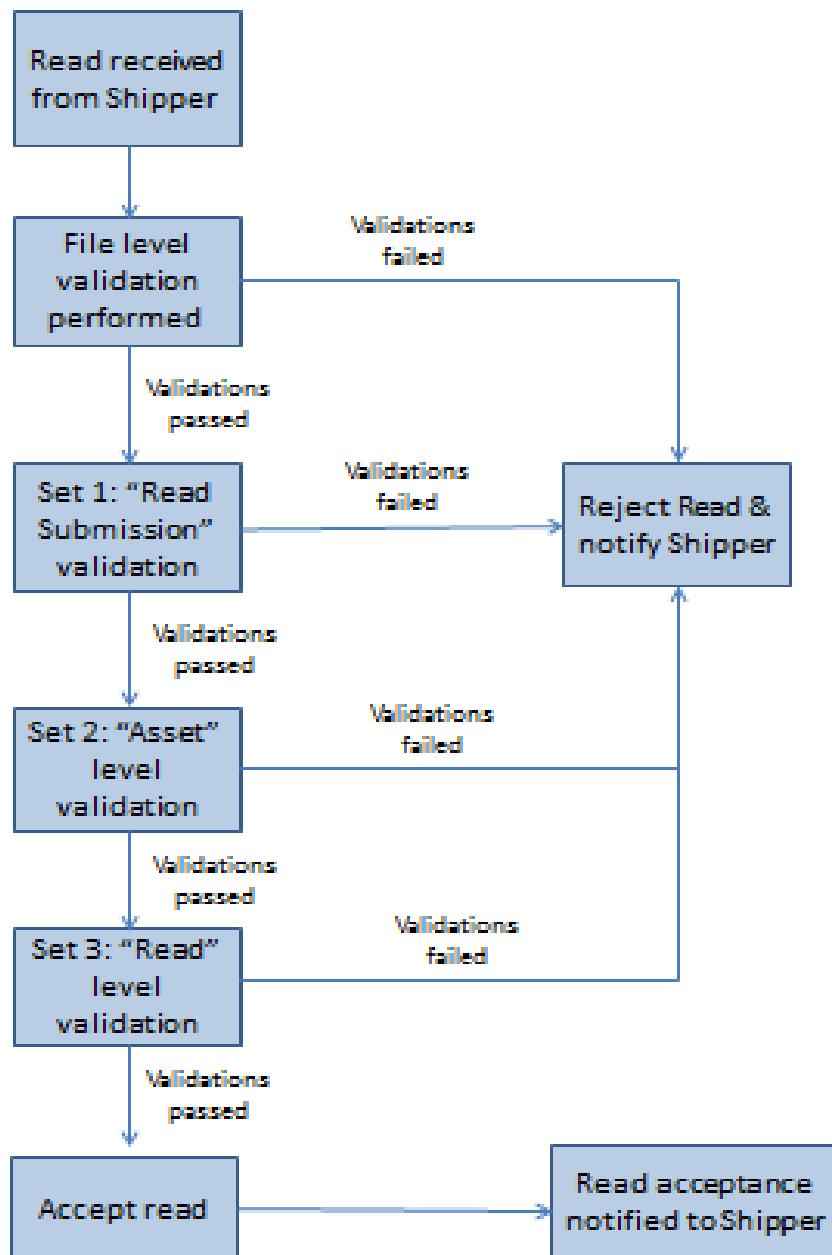 Read received
from Shipper
Validations
failed
File level
validation
performed
Validations
passed
Validations
failed
Set 1: “Read
Submission”
validation
Reject Read &
notify Shipper
Validations
passed
Validations
failed
Set 2: “Asset”
level
validation
Validations
passed
Validations
failed
Set 3: “Read”
level
validation
Validations
passed
Accept read
Read acceptance
notified to Shipper